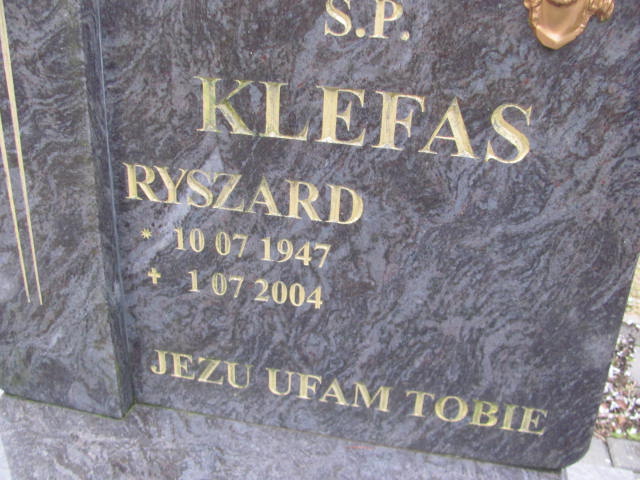 S.P.
KLEFAS
RYSZARD
* 10 07 1947
✝ 1 07 2004
JEZU UFAM TOBIE